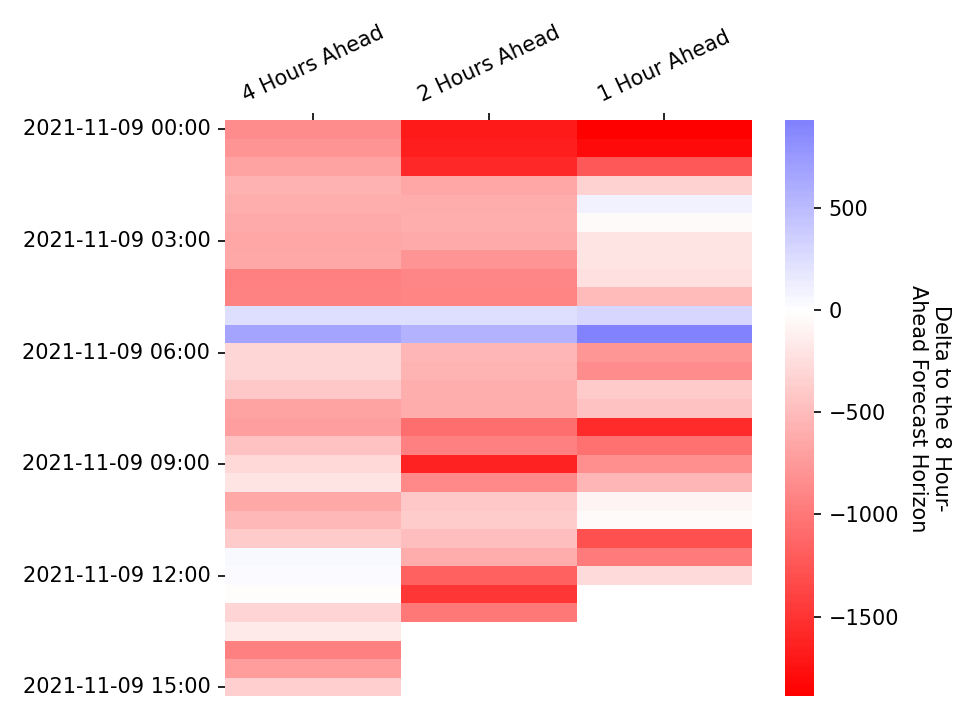 4 Hours Ahead
2 Hours Ahead
1 Hour Ahead
2021-11-09 00:00
2021-11-09 03:00
2021-11-09 06:00
2021-11-09 09:00
2021-11-09 12:00
2021-11-09 15:00
500
0
−500
−1000
−1500
Delta to the 8 Hour-
Ahead Forecast Horizon